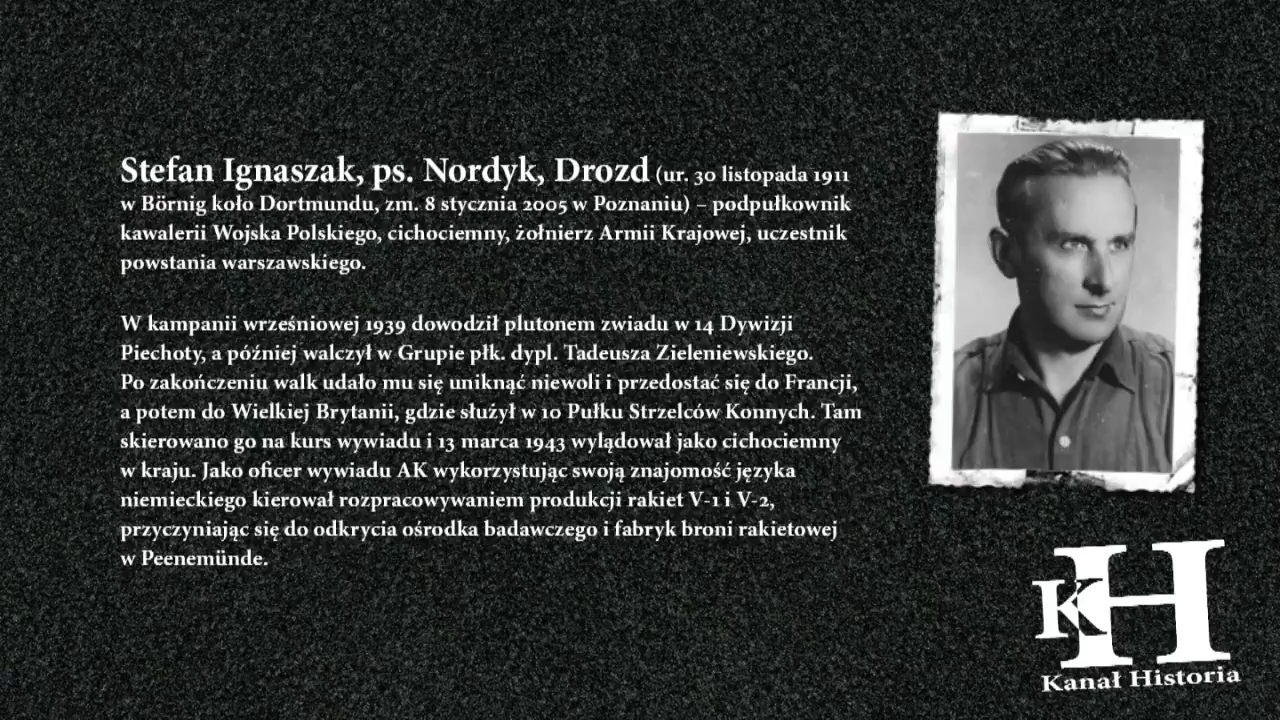 Stefan Ignaszak, ps. Nordyk, Drozd (ur. 30 listopada 1911
w Börnig koło Dortmundu, zm. 8 stycznia 2005 w Poznaniu) – podpułkownik
kawalerii Wojska Polskiego, cichociemny, żołnierz Armii Krajowej, uczestnik
powstania warszawskiego.
W kampanii wrześniowej 1939 dowodził plutonem zwiadu w 14 Dywizji
Piechoty, a później walczył w Grupie płk. dypl. Tadeusza Zieleniewskiego.
Po zakończeniu walk udało mu się uniknąć niewoli i przedostać się do Francji,
a potem do Wielkiej Brytanii, gdzie służył w 10 Pułku Strzelców Konnych. Tam
skierowano go na kurs wywiadu i 13 marca 1943 wylądował jako cichociemny
w kraju. Jako oficer wywiadu AK wykorzystując swoją znajomość języka
niemieckiego kierował rozpracowywaniem produkcji rakiet V-1 i V-2,
przyczyniając się do odkrycia ośrodka badawczego i fabryk broni rakietowej
w Peenemünde.
KH
Kanał Historia